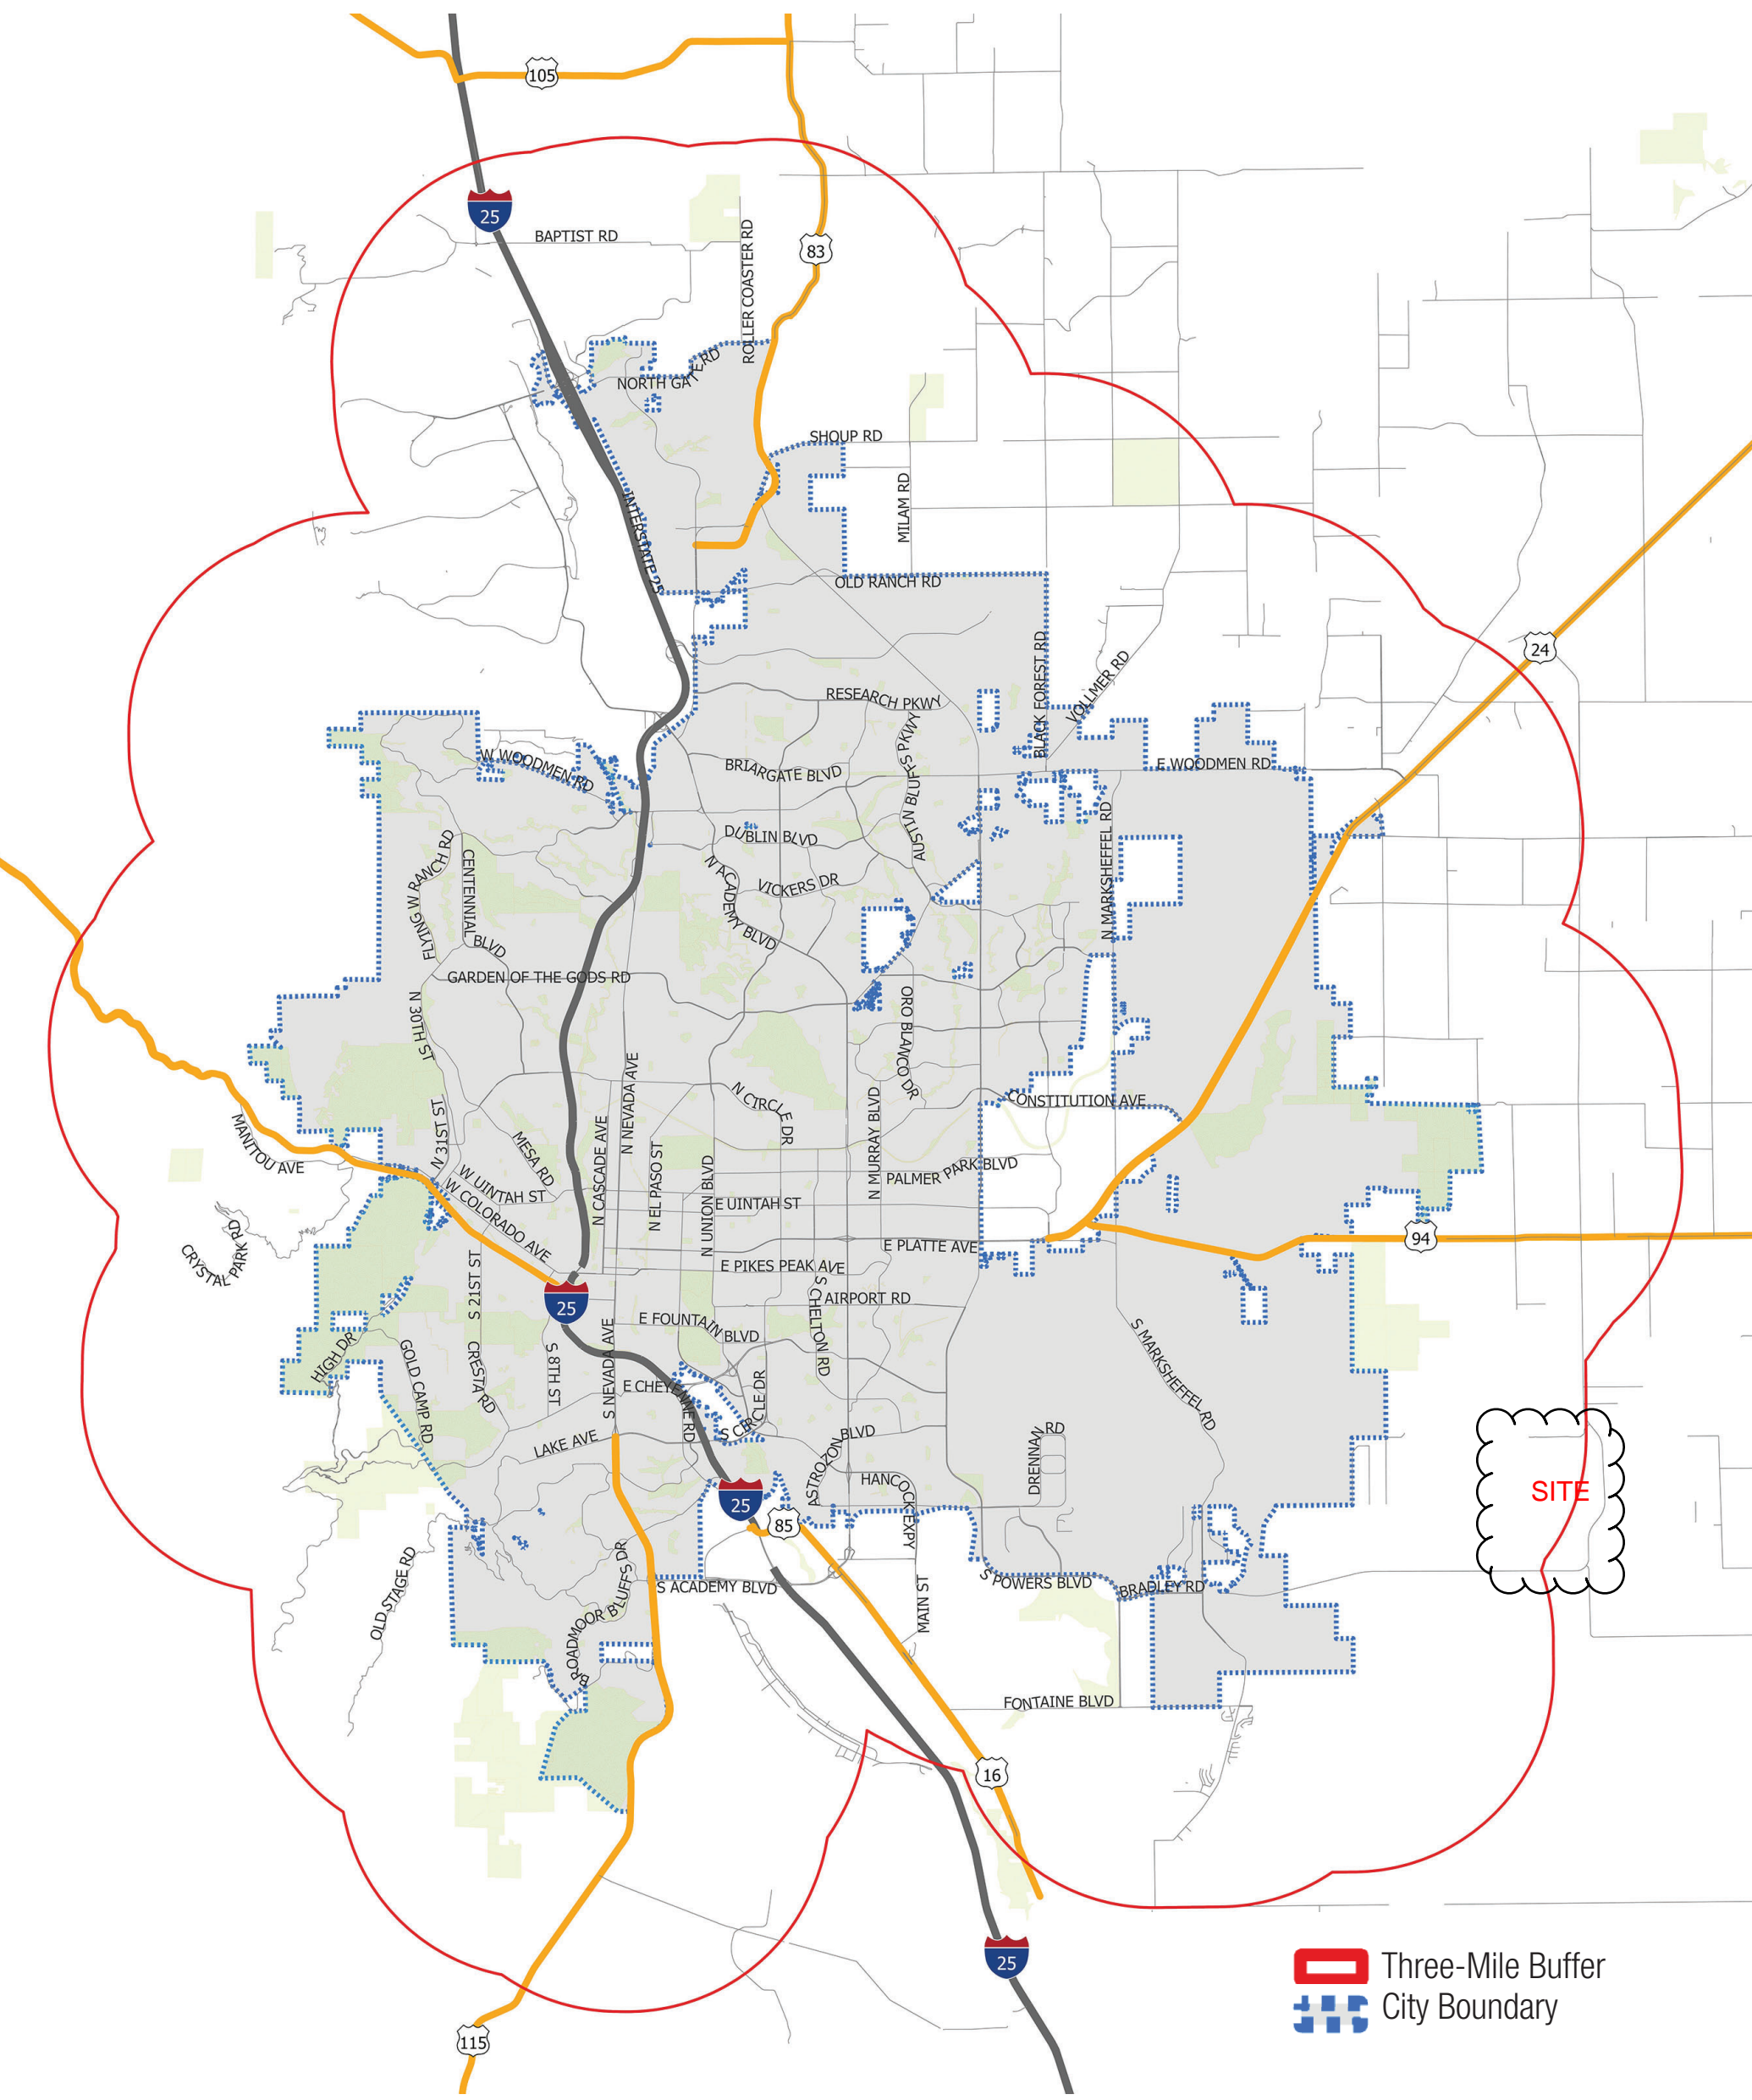 105
25
BAPTIST RD
ROLLER COASTER RD
83
NORTH GATE RD
SHOUP RD
INTERSTATE 25
MILAM RD
OLD RANCH RD
BLACK FOREST RD
VOLLMER RD
24
RESEARCH PKWY
W WOODMEN RD
BRIARGATE BLVD
AUSTIN BLUFFS PKWY
E WOODMEN RD
DUBLIN BLVD
N MARKSHEFFEL RD
FLYING W RANCH RD
CENTENNIAL BLVD
N ACADEMY BLVD
VICKERS DR
GARDEN OF THE GODS RD
N 30TH ST
ORO BLANCO DR
N NEVADA AVE
N CIRCLE DR
CONSTITUTION AVE
MANITOU AVE
N 31ST ST
MESA RD
N CASCADE AVE
N EL PASO ST
N UNION BLVD
N MURRAY BLVD
PALMER PARK BLVD
W UINTAH ST
E UINTAH ST
W COLORADO AVE
CRYSTAL PARK RD
E PLATTE AVE
94
S 21ST ST
E PIKES PEAK AVE
25
S CHELTON RD
AIRPORT RD
E FOUNTAIN BLVD
HIGH DR
GOLD CAMP RD
CRESTA RD
S 8TH ST
S NEVADA AVE
E CHEYENNE RD
S CIRCLE DR
S MARKSHEFFEL RD
LAKE AVE
ASTROZON BLVD
DRENNAN RD
HANCOCK EXPY
SITE
25
85
OLD STAGE RD
BROADMOOR BLUFFS DR
S ACADEMY BLVD
MAIN ST
S POWERS BLVD
BRADLEY RD
FONTAINE BLVD
16
25
115
Three-Mile Buffer
City Boundary